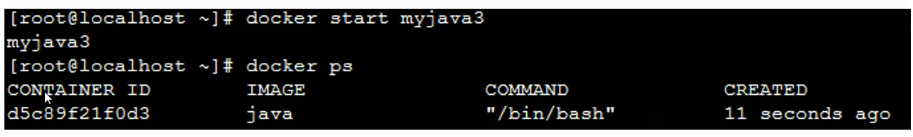 [root@localhost ~]# docker start myjava3
myjava3
[root@localhost ~]# docker ps
CONTAINER ID IMAGE COMMAND CREATED
d5c89f21f0d3 java "/bin/bash" 11 seconds ago